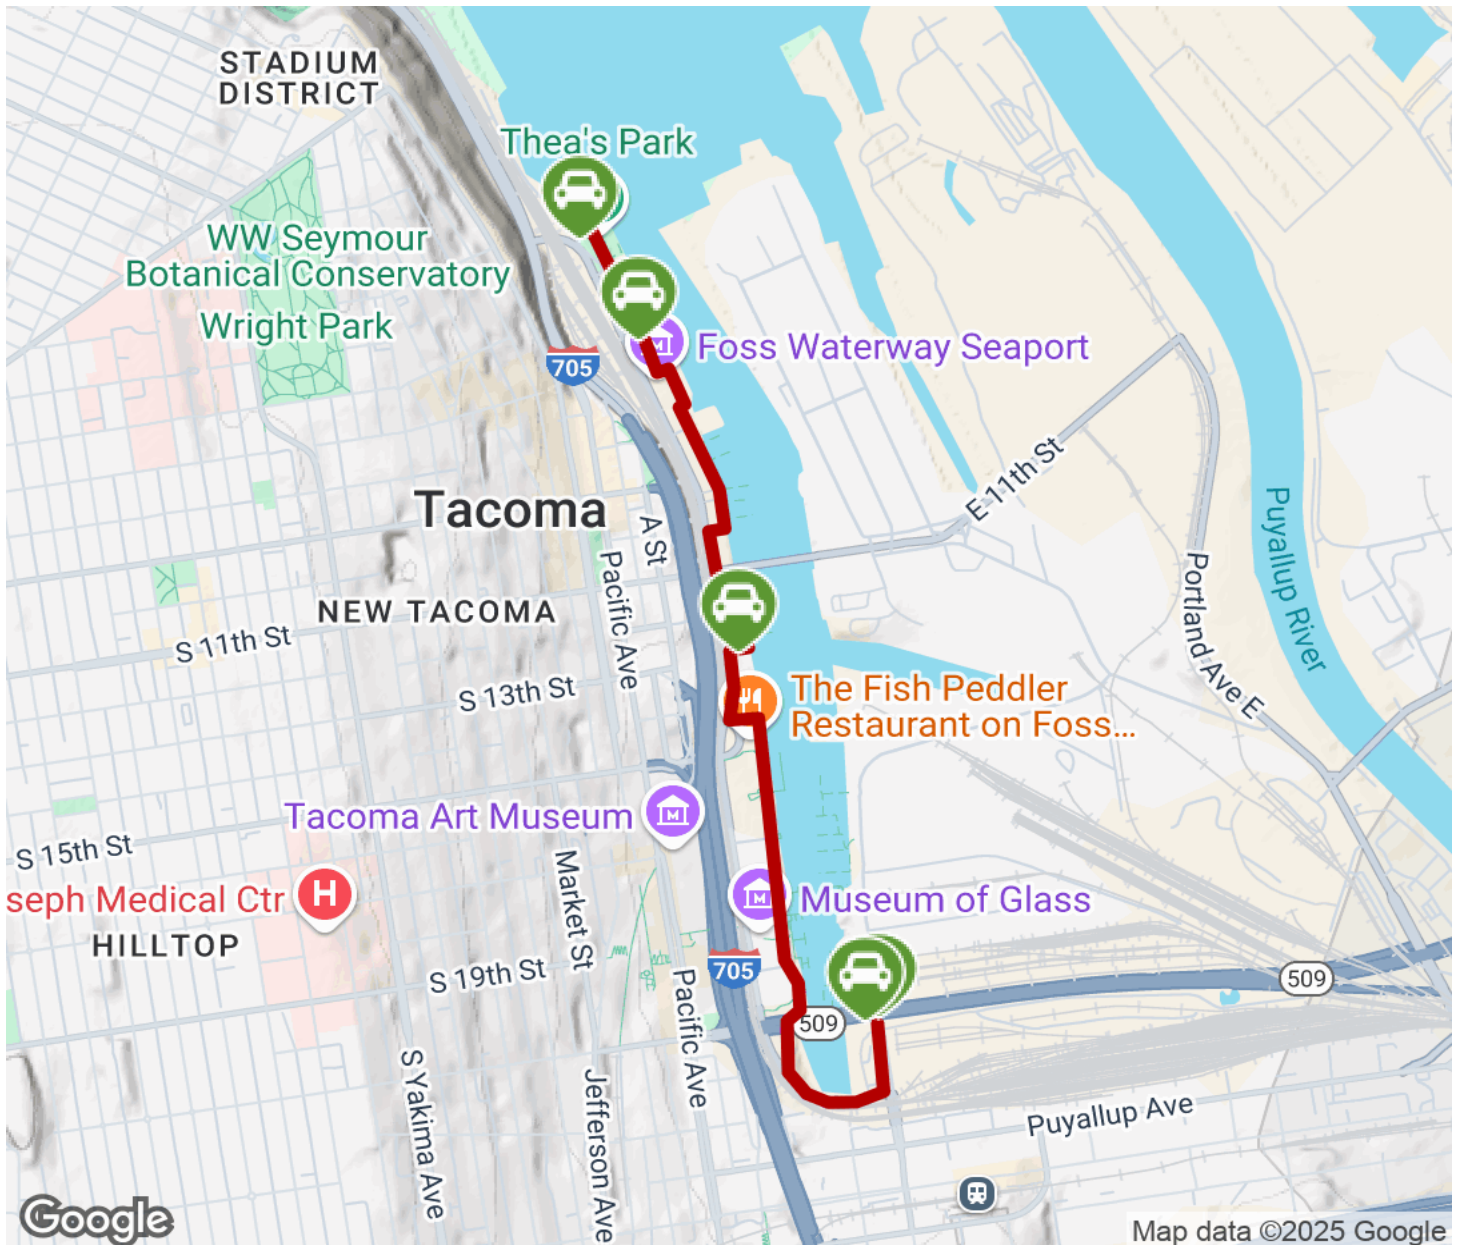 STADIUM
DISTRICT
Thea's Park
WW Seymour
Botanical Conservatory
Wright Park
705
Foss Waterway Seaport
E 11th St
Tacoma
A St
Pacific Ave
Puyallup River
Portland Ave E
NEW TACOMA
S 11th St
S 13th St
The Fish Peddler
Restaurant on Foss...
Tacoma Art Museum
S 15th St
Market St
seph Medical Ctr
H
Museum of Glass
HILLTOP
S 19th St
705
Pacific Ave
509
509
S Yakima Ave
Jefferson Ave
Puyallup Ave
Google
Map data ©2025 Google